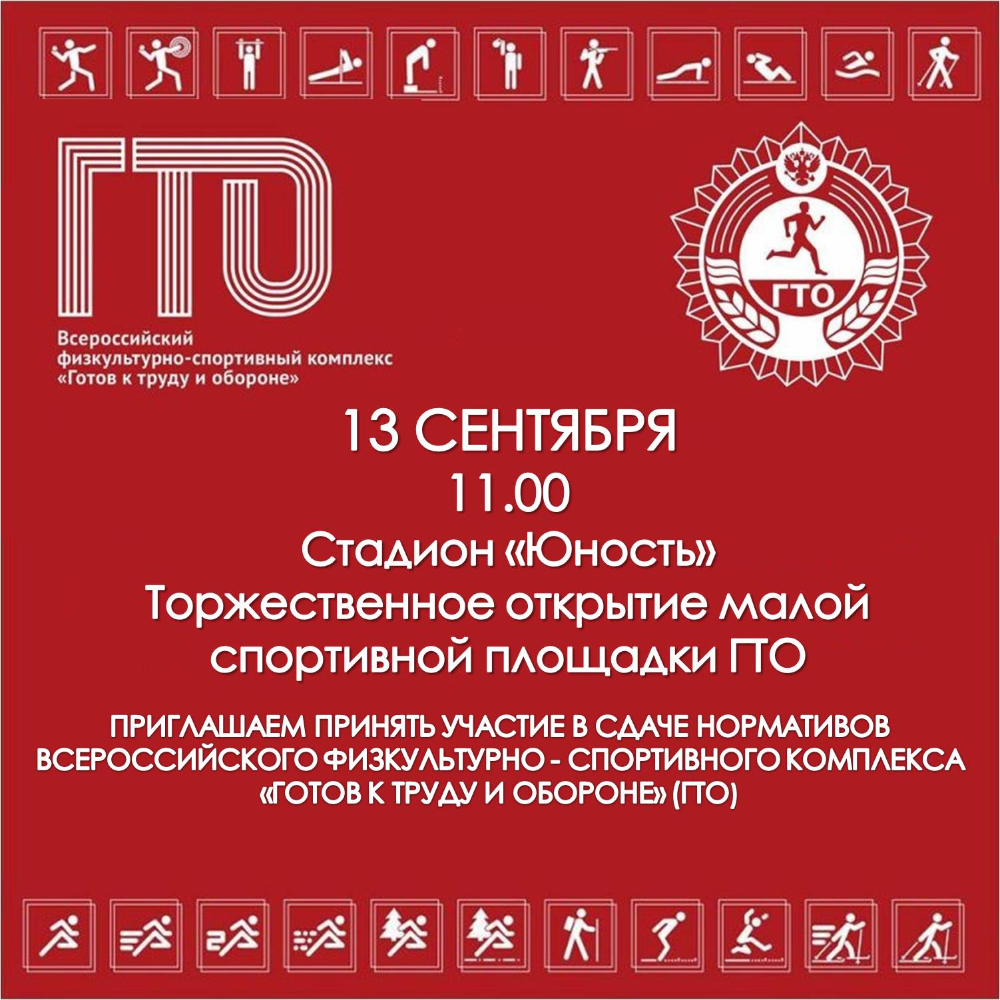 ГТО
Всероссийский
физкультурно-спортивный комплекс
«Готов к труду и обороне»
ГТО
13 СЕНТЯБРЯ
11.00
Стадион «Юность»
Торжественное открытие малой
спортивной площадки ГТО
ПРИГЛАШАЕМ ПРИНЯТЬ УЧАСТИЕ В СДАЧЕ НОРМАТИВОВ
ВСЕРОССИЙСКОГО ФИЗКУЛЬТУРНО - СПОРТИВНОГО КОМПЛЕКСА
«ГОТОВ К ТРУДУ И ОБОРОНЕ» (ГТО)